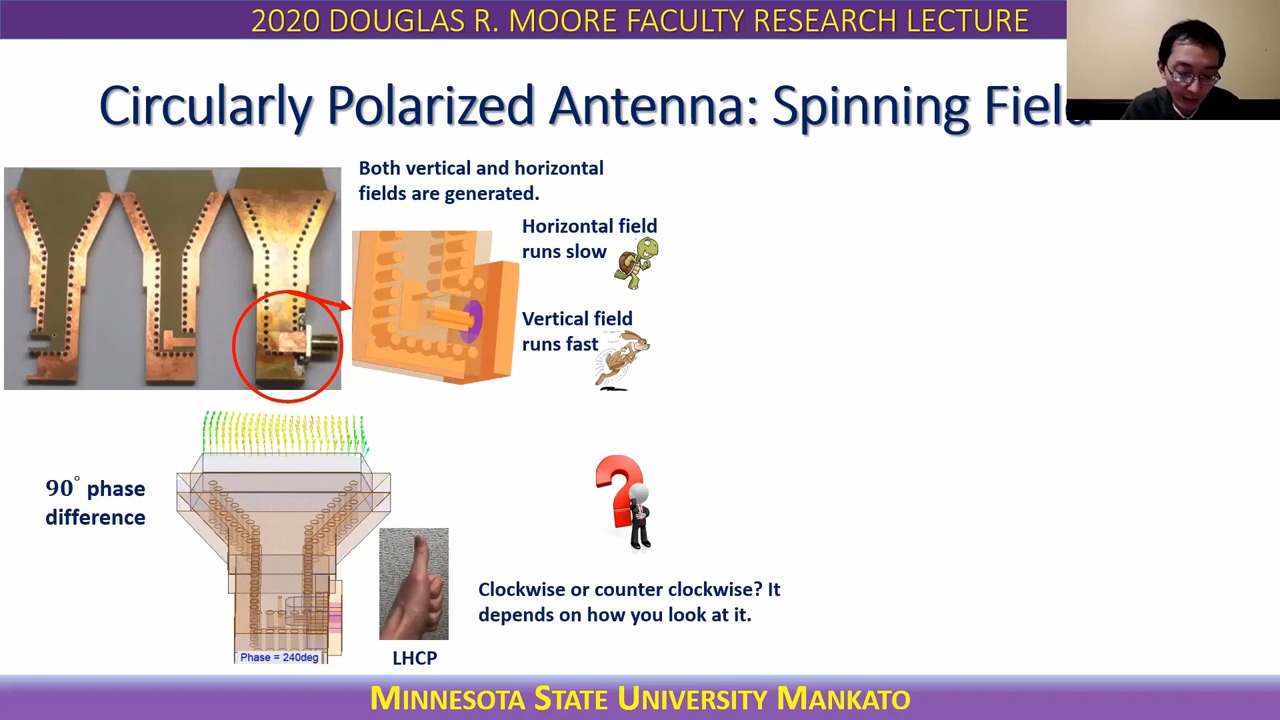 2020 DOUGLAS R. MOORE FACULTY RESEARCH LECTURE
Circularly Polarized Antenna: Spinning Field
Both vertical and horizontal
fields are generated.
Horizontal field
runs slow
Vertical field
runs fast
90° phase
difference
Clockwise or counter clockwise? It
depends on how you look at it.
Phase = 240deg
LHCP
MINNESOTA STATE UNIVERSITY MANKATO